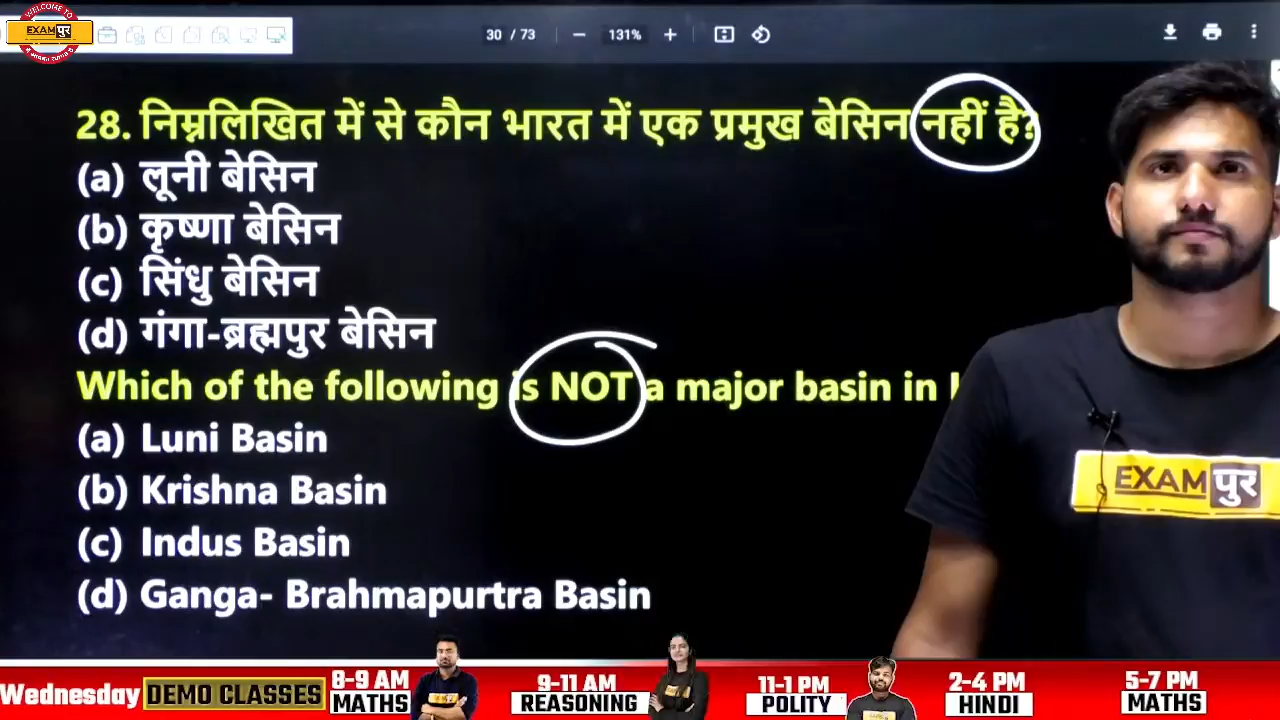 WELCOME TO
EXAMपुर
30 / 73
131%
28. निम्नलिखित में से कौन भारत में एक प्रमुख बेसिन नहीं है?
(a) लूनी बेसिन
(b) कृष्णा बेसिन
(c) सिंधु बेसिन
(d) गंगा-ब्रह्मपुर बेसिन
Which of the following is NOT a major basin in
(a) Luni Basin
(b) Krishna Basin
(c) Indus Basin
(d) Ganga- Brahmapurtra Basin
EXAMपुर
Wednesday DEMO CLASSES
8-9 AM
MATHS
9-11 AM
REASONING
11-1 PM
POLITY
2-4 PM
HINDI
5-7 PM
MATHS